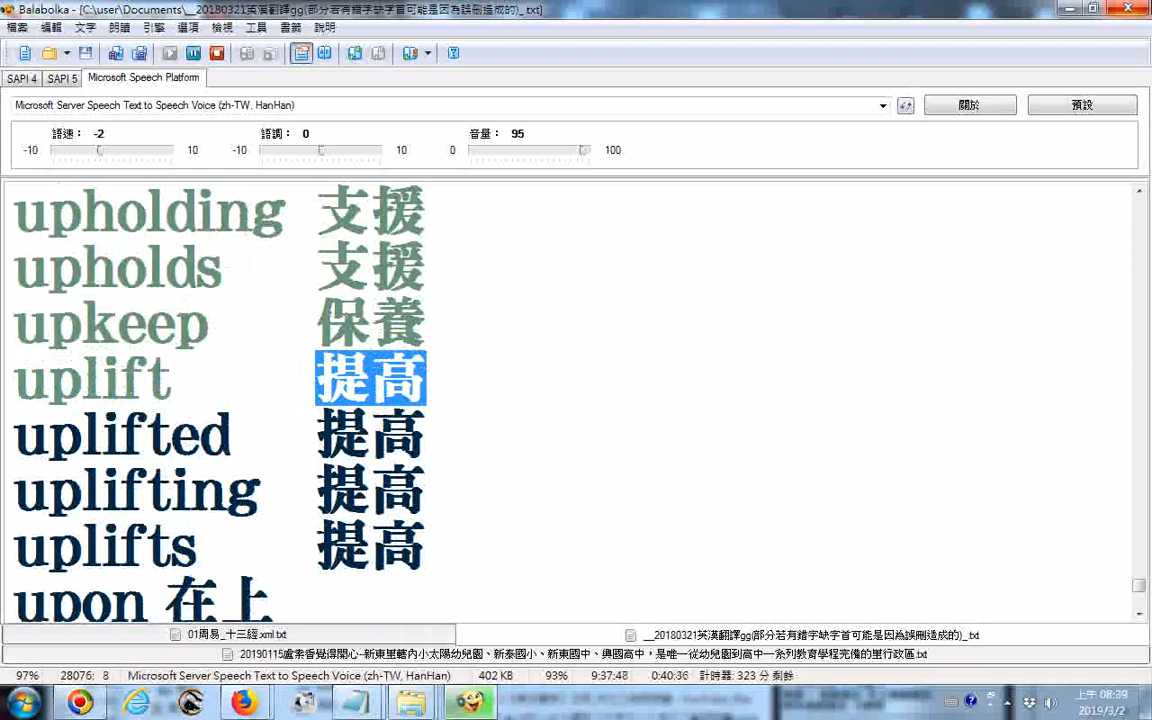 Balabolka - [C:\user\Documents\__20180321英漢翻譯gg(部分若有錯字缺字首可能是因為誤刪造成的)_.txt]
檔案 編輯 文字 朗讀 引擎 選項 檢視 工具 書籤 說明
SAPI 4 SAPI 5 Microsoft Speech Platform
Microsoft Server Speech Text to Speech Voice (zh-TW, HanHan) 關於 預設
語速： -2 語調： 0 音量： 95
-10 10 -10 10 0 100
upholding 支援
upholds 支援
upkeep 保養
uplift 提高
uplifted 提高
uplifting 提高
uplifts 提高
upon 在上
01周易_十三經.xml.txt __20180321英漢翻譯gg(部分若有錯字缺字首可能是因為誤刪造成的)_.txt
20190115盧素香覺得開心-新東里轄內小太陽幼兒園、新泰國小、新東國中、興國高中，是唯一從幼兒園到高中一系列教育學程完備的里行政區.txt
97% 28076: 8 Microsoft Server Speech Text to Speech Voice (zh-TW, HanHan) 402 KB 93% 9:37:48 0:40:36 計時器: 323 分 剩餘
上午 08:39
2019/3/2